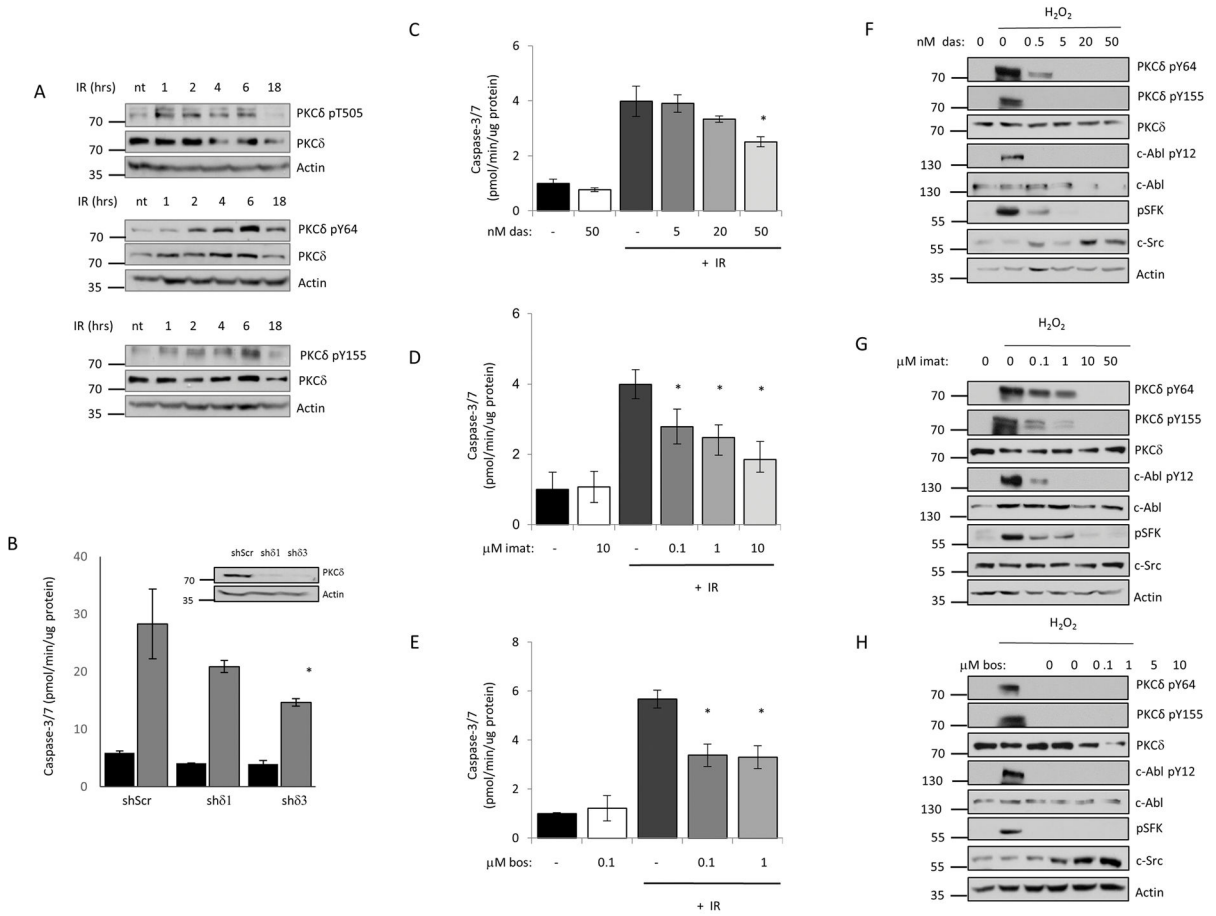 A
IR (hrs) nt 1 2 4 6 18
70 PKCδ pT505
70 PKCδ
35 Actin
IR (hrs) nt 1 2 4 6 18
70 PKCδ pY64
70 PKCδ
35 Actin
IR (hrs) nt 1 2 4 6 18
70 PKCδ pY155
70 PKCδ
35 Actin
B
Caspase-3/7 (pmol/min/ug protein)
40
30
20
10
0
shScr shδ1 shδ3
70 PKCδ
35 Actin
*
shScr shδ1 shδ3
C
Caspase-3/7
(pmol/min/ug protein)
6
4
2
0
*
nM das: - 50 - 5 20 50
+ IR
D
Caspase-3/7
(pmol/min/ug protein)
6
4
2
0
* * *
μM imat: - 10 - 0.1 1 10
+ IR
E
Caspase-3/7
(pmol/min/ug protein)
8
6
4
2
0
* *
μM bos: - 0.1 - 0.1 1
+ IR
F
H2O2
nM das: 0 0 0.5 5 20 50
70 PKCδ pY64
70 PKCδ pY155
70 PKCδ
130 c-Abl pY12
130 c-Abl
55 pSFK
55 c-Src
35 Actin
G
H2O2
μM imat: 0 0 0.1 1 10 50
70 PKCδ pY64
70 PKCδ pY155
70 PKCδ
130 c-Abl pY12
130 c-Abl
55 pSFK
55 c-Src
35 Actin
H
H2O2
μM bos: 0 0 0.1 1 5 10
70 PKCδ pY64
70 PKCδ pY155
70 PKCδ
130 c-Abl pY12
130 c-Abl
55 pSFK
55 c-Src
35 Actin